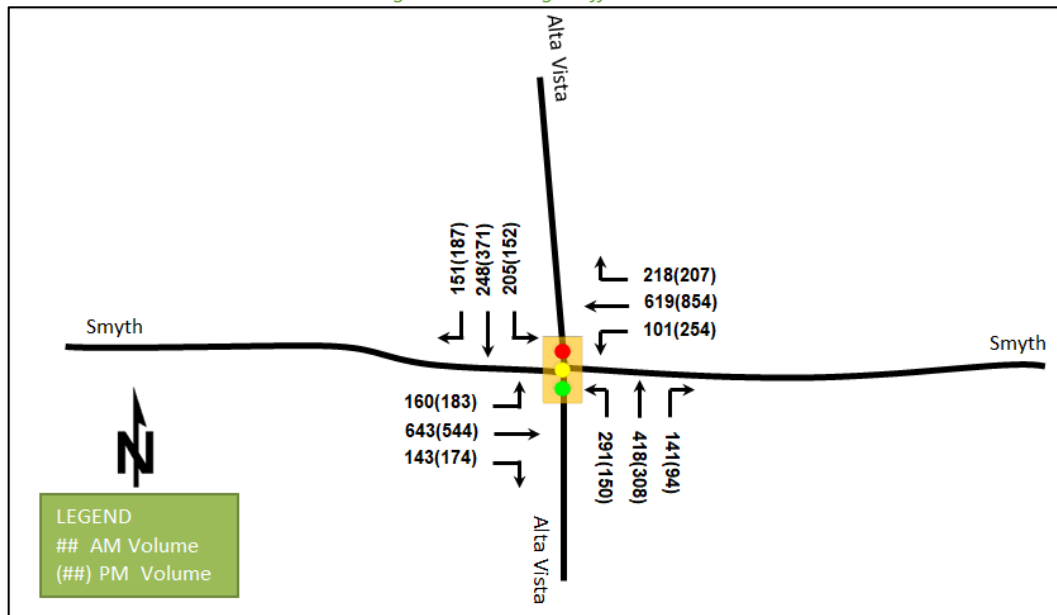 Alta Vista
151(187)
248(371)
205(152)
218(207)
619(854)
101(254)
Smyth
Smyth
160(183)
643(544)
143(174)
291(150)
418(308)
141(94)
N
Alta Vista
LEGEND
## AM Volume
(##) PM Volume